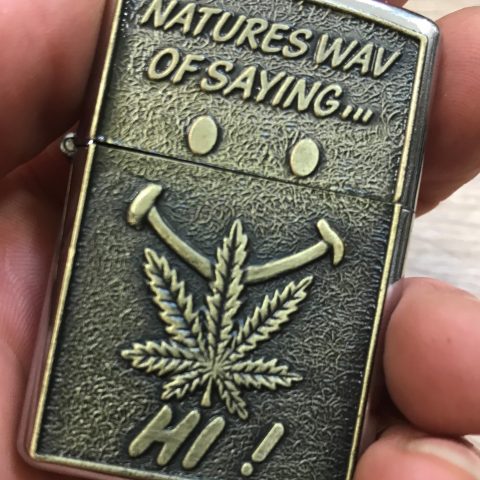 NATURES WAY
OF SAYING...
HI!